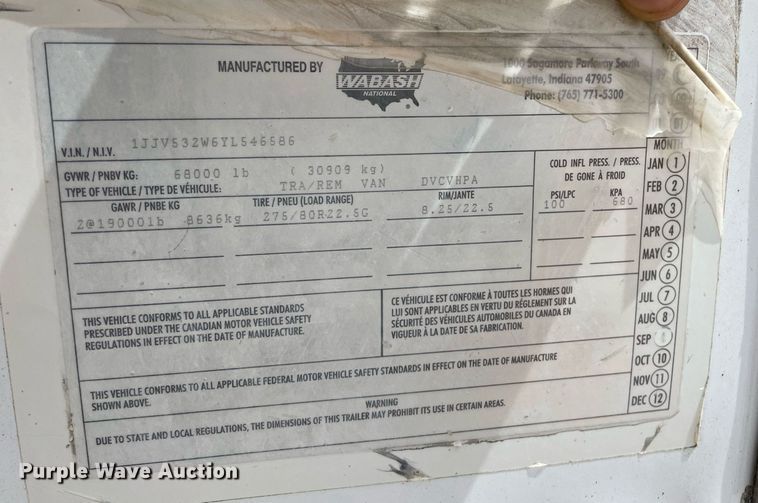 MANUFACTURED BY
WABASH
NATIONAL
1000 Sagamore Parkway South
Lafayette, Indiana 47905
Phone: (765) 771-5300
V.I.N. / N.I.V. 1JJV532W6YL546586
GVWR / PNBV KG: 68000 lb ( 30909 kg)
TYPE OF VEHICLE / TYPE DE VÉHICULE: TRA/REM VAN DVCVHPA
GAWR / PNBE KG TIRE / PNEU (LOAD RANGE) RIM/JANTE
2@19000lb 8636kg 275/80R22.5G 8.25/22.5
COLD INFL PRESS. / PRESS.
DE GONE À FROID
PSI/LPC KPA
100 680
MONTH
JAN 1
FEB 2
MAR 3
APR 4
MAY 5
JUN 6
JUL 7
AUG 8
SEP
OCT 10
NOV 11
DEC 12
THIS VEHICLE CONFORMS TO ALL APPLICABLE STANDARDS
PRESCRIBED UNDER THE CANADIAN MOTOR VEHICLE SAFETY
REGULATIONS IN EFFECT ON THE DATE OF MANUFACTURE.
CE VÉHICULE EST CONFORME À TOUTES LES HORMES QUI
LUI SONT APPLICABLES EN VERTU DU RÉGLEMENT SUR LA
SÉCURITÉ DES VÉHICULES AUTOMOBILES DU CANADA EN
VIGUEUR À LA DATE DE SA FABRICATION.
THIS VEHICLE CONFORMS TO ALL APPLICABLE FEDERAL MOTOR VEHICLE SAFETY STANDARDS IN EFFECT ON THE DATE OF MANUFACTURE
SHOWN ABOVE.
WARNING
DUE TO STATE AND LOCAL REGULATIONS, THE DIMENSIONS OF THIS TRAILER MAY PROHIBIT ITS USE IN CERTAIN AREAS.
Purple Wave Auction